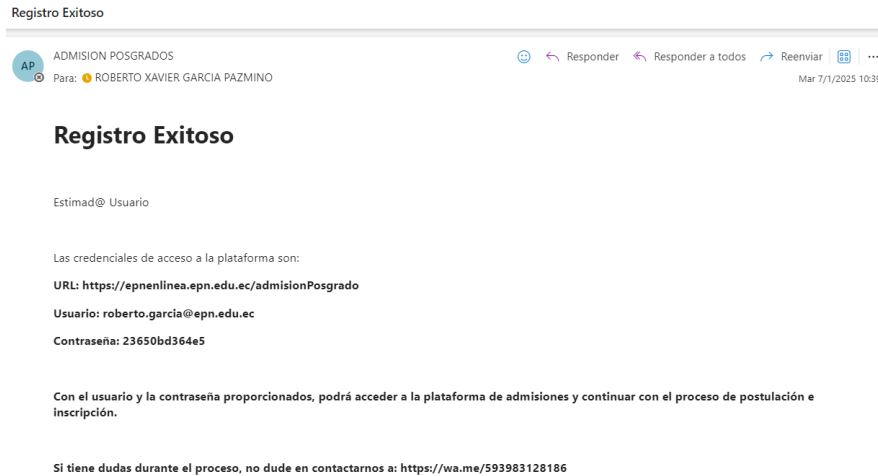 Registro Exitoso
ADMISION POSGRADOS
Responder
Responder a todos
Reenviar
AP
Para: ROBERTO XAVIER GARCIA PAZMINO
Mar 7/1/2025 10:39
Registro Exitoso
Estimad@ Usuario
Las credenciales de acceso a la plataforma son:
URL: https://epnenlinea.epn.edu.ec/admisionPosgrado
Usuario: roberto.garcia@epn.edu.ec
Contraseña: 23650bd364e5
Con el usuario y la contraseña proporcionados, podrá acceder a la plataforma de admisiones y continuar con el proceso de postulación e
inscripción.
Si tiene dudas durante el proceso, no dude en contactarnos a: https://wa.me/593983128186